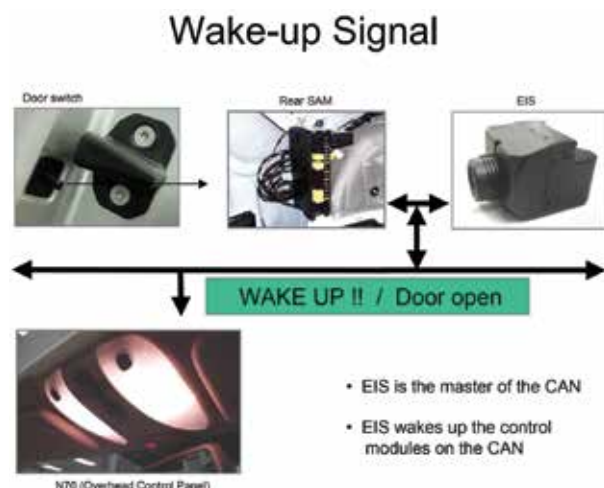 Wake-up Signal
Door switch
Rear SAM
EIS
WAKE UP !! / Door open
• EIS is the master of the CAN
• EIS wakes up the control
modules on the CAN
N70 (Overhead Control Panel)